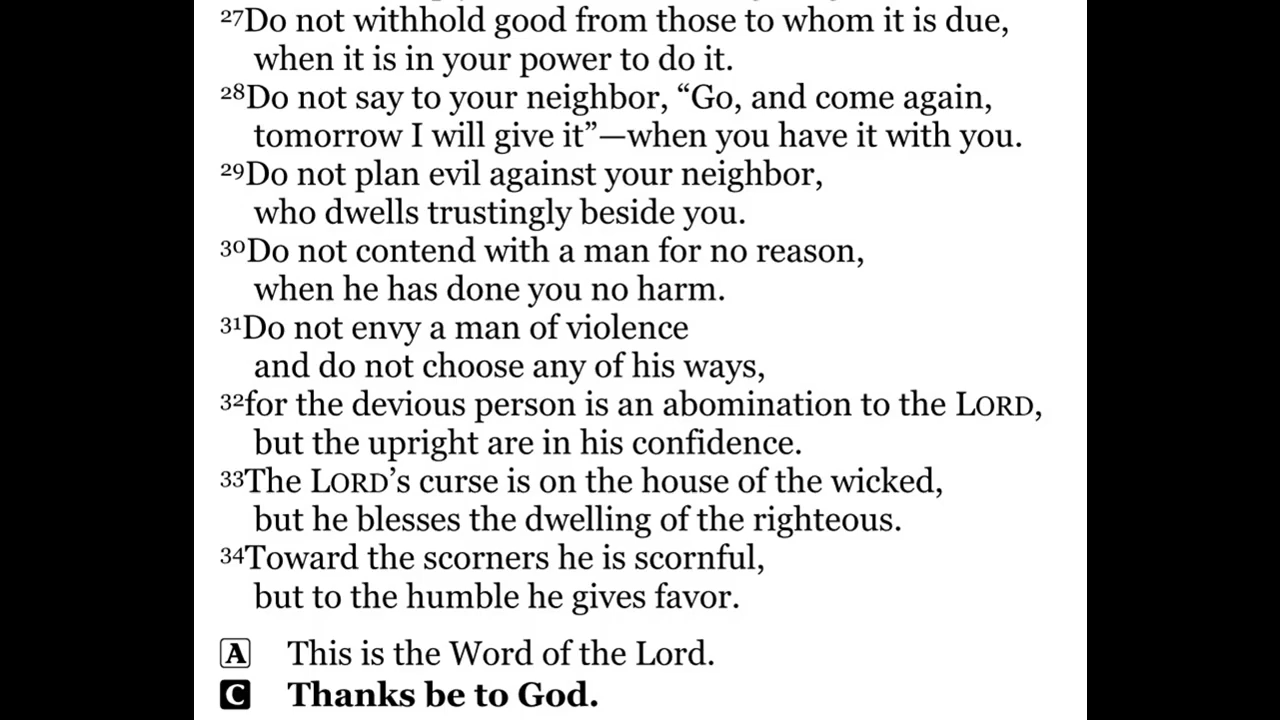 27Do not withhold good from those to whom it is due,
when it is in your power to do it.
28Do not say to your neighbor, “Go, and come again,
tomorrow I will give it”—when you have it with you.
29Do not plan evil against your neighbor,
who dwells trustingly beside you.
30Do not contend with a man for no reason,
when he has done you no harm.
31Do not envy a man of violence
and do not choose any of his ways,
32for the devious person is an abomination to the LORD,
but the upright are in his confidence.
33The LORD’s curse is on the house of the wicked,
but he blesses the dwelling of the righteous.
34Toward the scorners he is scornful,
but to the humble he gives favor.
A This is the Word of the Lord.
C Thanks be to God.